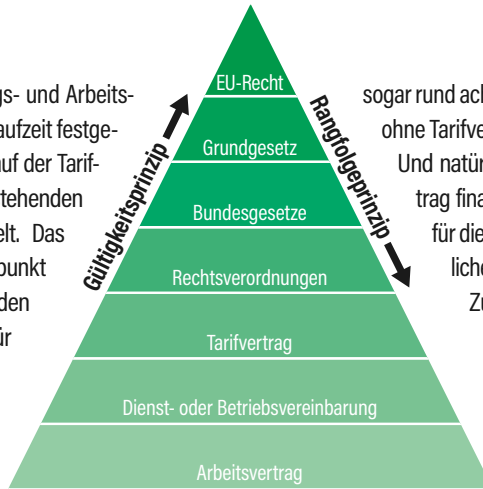 gs- und Arbeits-
aufzeit festge-
auf der Tarif-
stehenden
elt. Das
punkt
den
ür
Gültigkeitsprinzip
EU-Recht
Grundgesetz
Bundesgesetze
Rechtsverordnungen
Tarifvertrag
Dienst- oder Betriebsvereinbarung
Arbeitsvertrag
Rangfolgeprinzip
sogar rund ach
ohne Tarifve
Und natür
trag fina
für die
liche
Zu